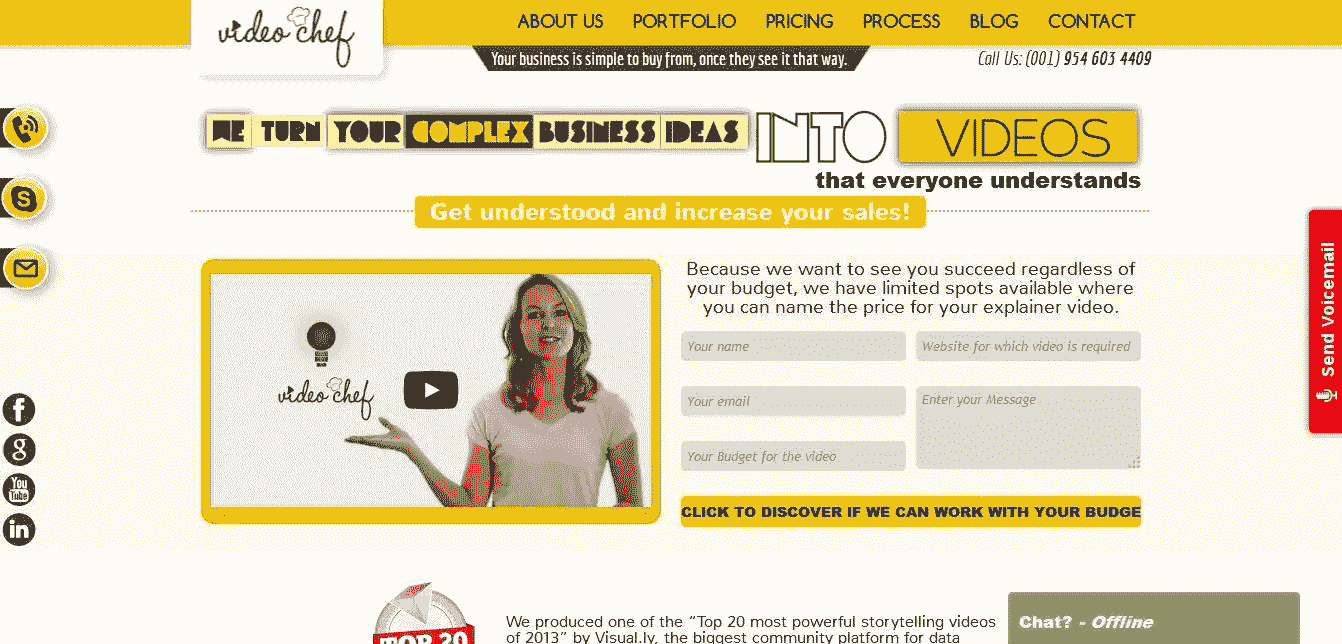 video chef
ABOUT US PORTFOLIO PRICING PROCESS BLOG CONTACT
Your business is simple to buy from, once they see it that way.
Call Us: (001) 954 603 4409
WE TURN YOUR COMPLEX BUSINESS IDEAS INTO VIDEOS
that everyone understands
Get understood and increase your sales!
Send Voicemail
video chef
Because we want to see you succeed regardless of
your budget, we have limited spots available where
you can name the price for your explainer video.
Your name
Website for which video is required
Your email
Enter your Message
Your Budget for the video
CLICK TO DISCOVER IF WE CAN WORK WITH YOUR BUDGE
You
Tube
in
TOP 20
We produced one of the “Top 20 most powerful storytelling videos
of 2013” by Visual.ly, the biggest community platform for data
Chat? - Offline